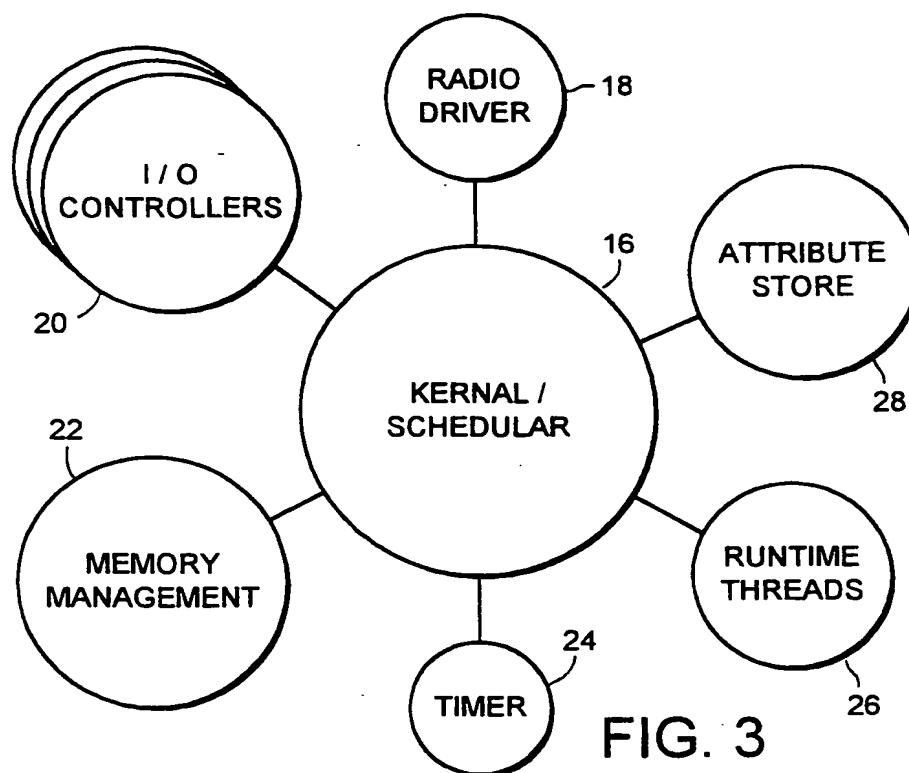 RADIO
DRIVER
18
I / O
CONTROLLERS
20
16
ATTRIBUTE
STORE
28
KERNAL /
SCHEDULAR
22
MEMORY
MANAGEMENT
RUNTIME
THREADS
26
24
TIMER
FIG. 3